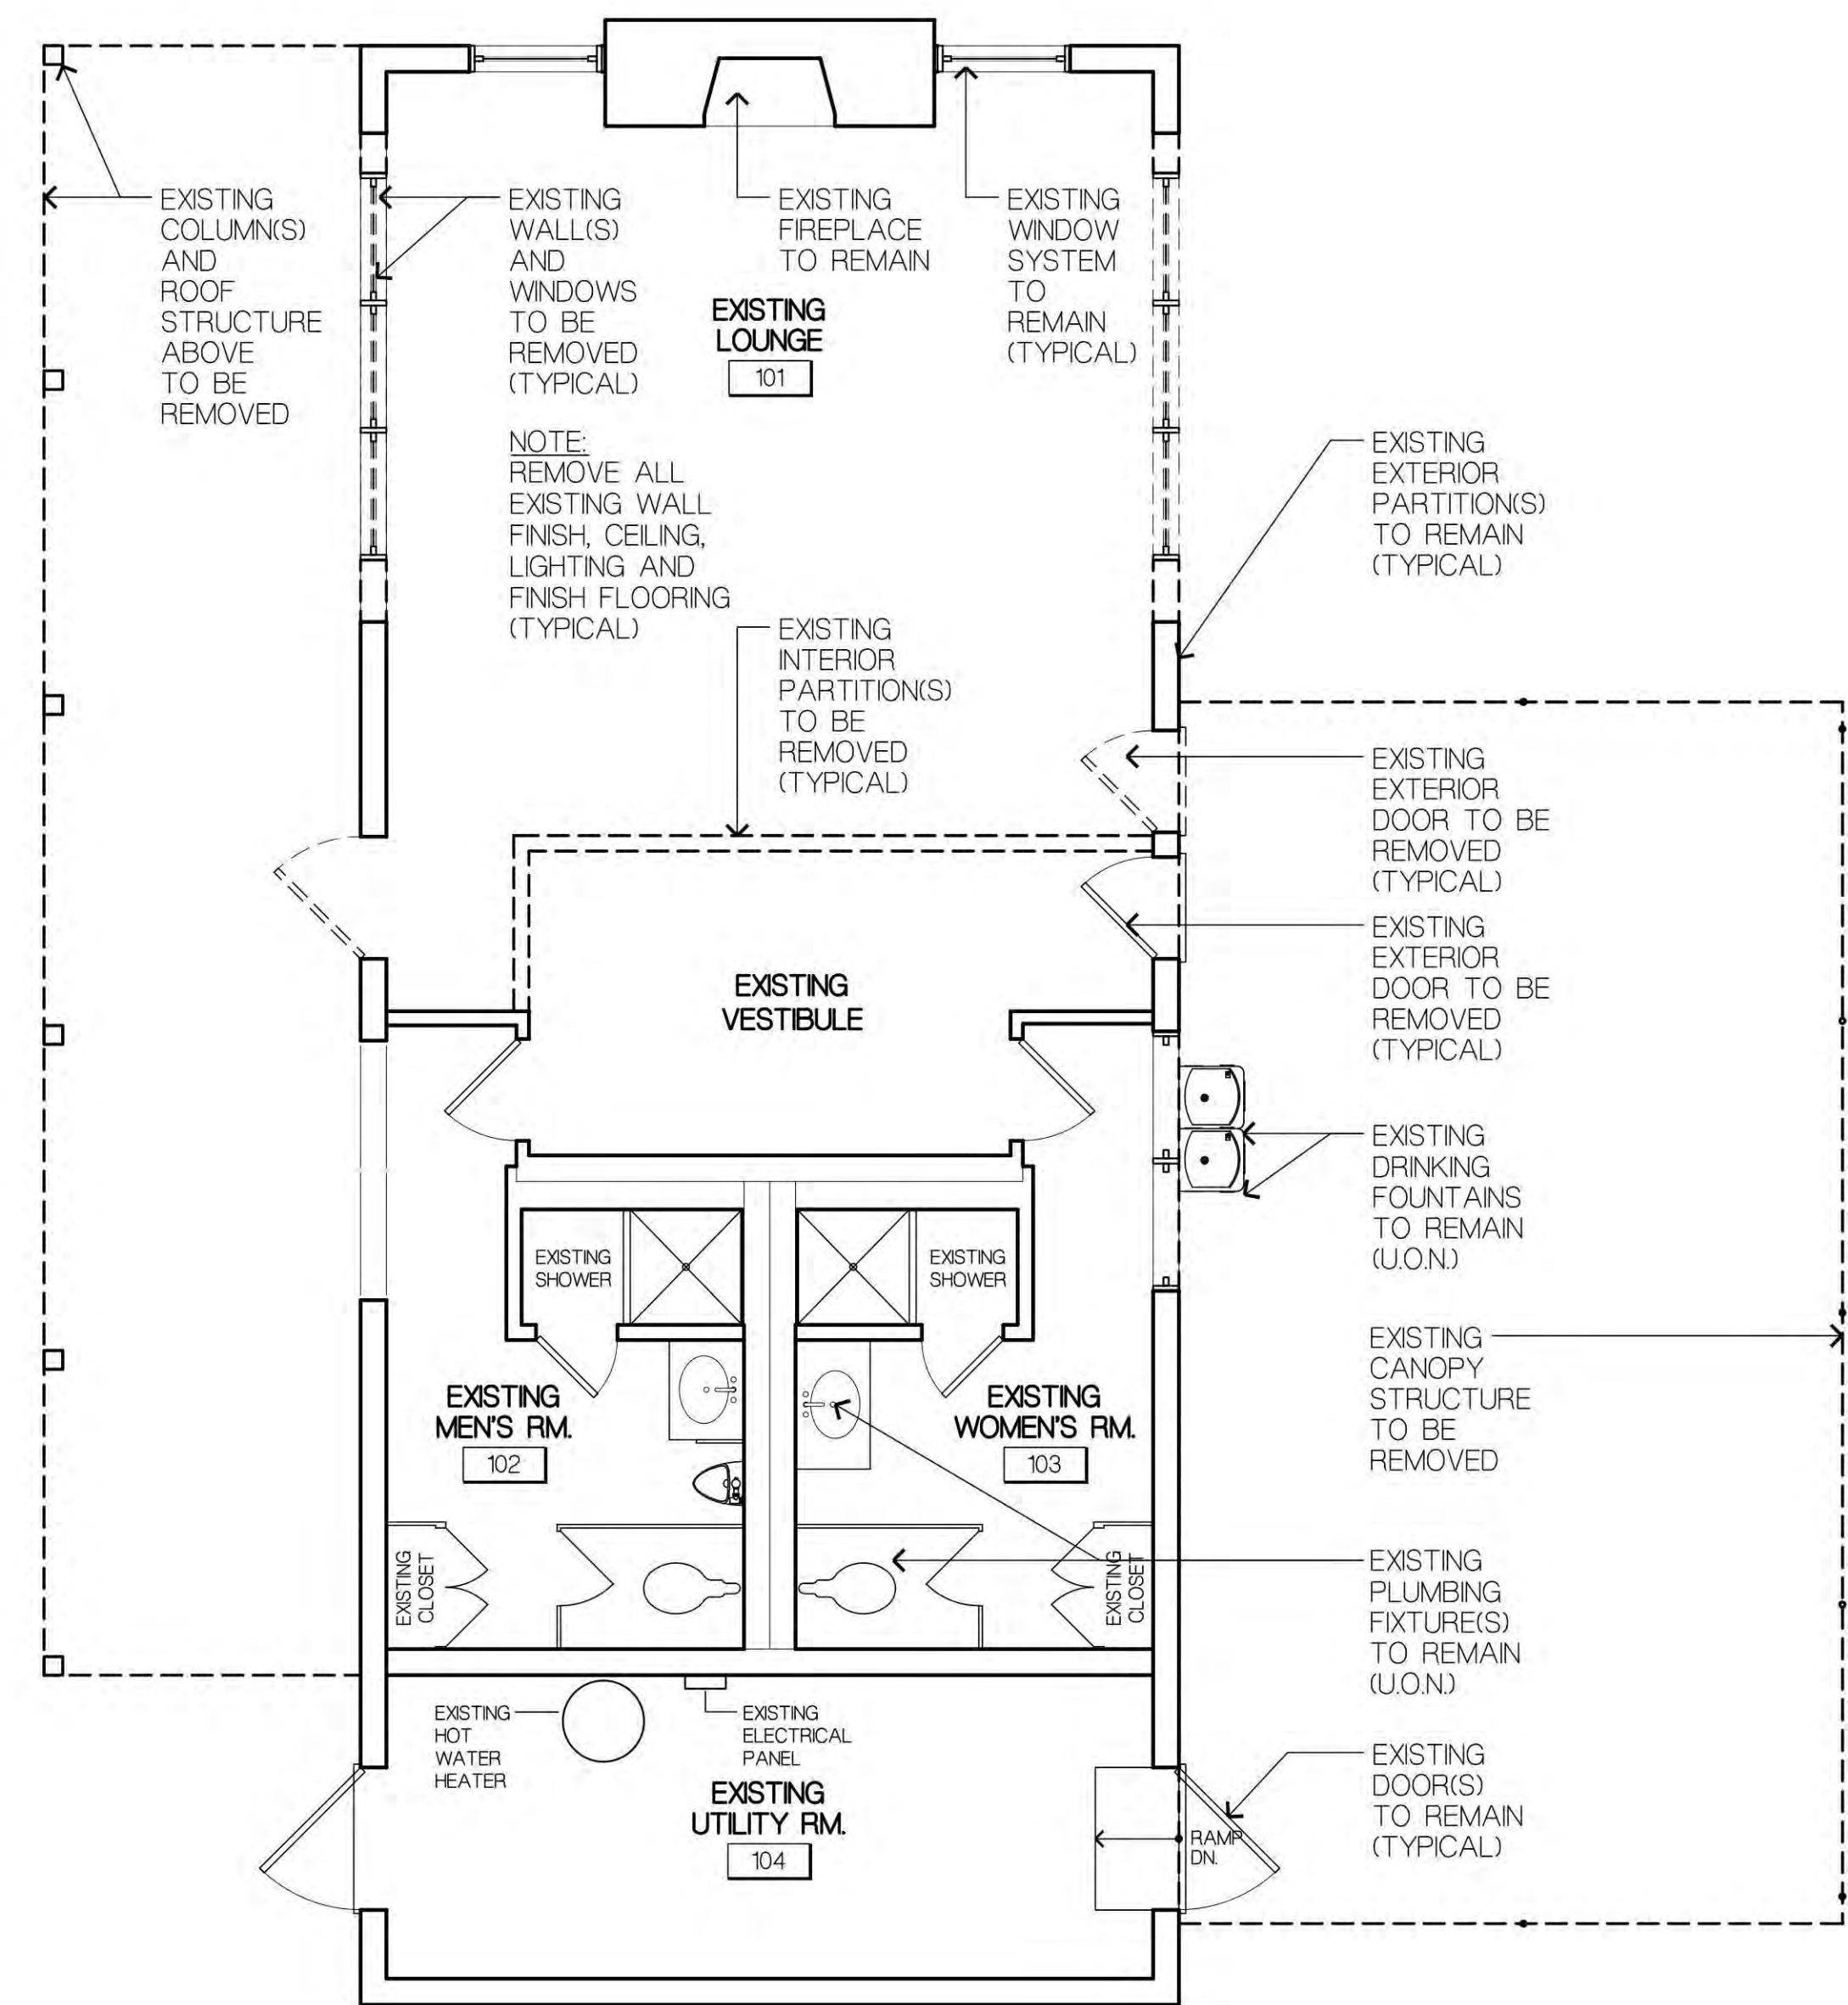 EXISTING
COLUMN(S)
AND
ROOF
STRUCTURE
ABOVE
TO BE
REMOVED
EXISTING
WALL(S)
AND
WINDOWS
TO BE
REMOVED
(TYPICAL)
NOTE:
REMOVE ALL
EXISTING WALL
FINISH, CEILING,
LIGHTING AND
FINISH FLOORING
(TYPICAL)
EXISTING
FIREPLACE
TO REMAIN
EXISTING
WINDOW
SYSTEM
TO
REMAIN
(TYPICAL)
EXISTING
LOUNGE
101
EXISTING
EXTERIOR
PARTITION(S)
TO REMAIN
(TYPICAL)
EXISTING
INTERIOR
PARTITION(S)
TO BE
REMOVED
(TYPICAL)
EXISTING
EXTERIOR
DOOR TO BE
REMOVED
(TYPICAL)
EXISTING
EXTERIOR
DOOR TO BE
REMOVED
(TYPICAL)
EXISTING
VESTIBULE
EXISTING
DRINKING
FOUNTAINS
TO REMAIN
(U.O.N.)
EXISTING
SHOWER
EXISTING
SHOWER
EXISTING
CANOPY
STRUCTURE
TO BE
REMOVED
EXISTING
MEN'S RM.
102
EXISTING
WOMEN'S RM.
103
EXISTING
CLOSET
EXISTING
CLOSET
EXISTING
PLUMBING
FIXTURE(S)
TO REMAIN
(U.O.N.)
EXISTING
HOT
WATER
HEATER
EXISTING
ELECTRICAL
PANEL
EXISTING
UTILITY RM.
104
RAMP
DN.
EXISTING
DOOR(S)
TO REMAIN
(TYPICAL)